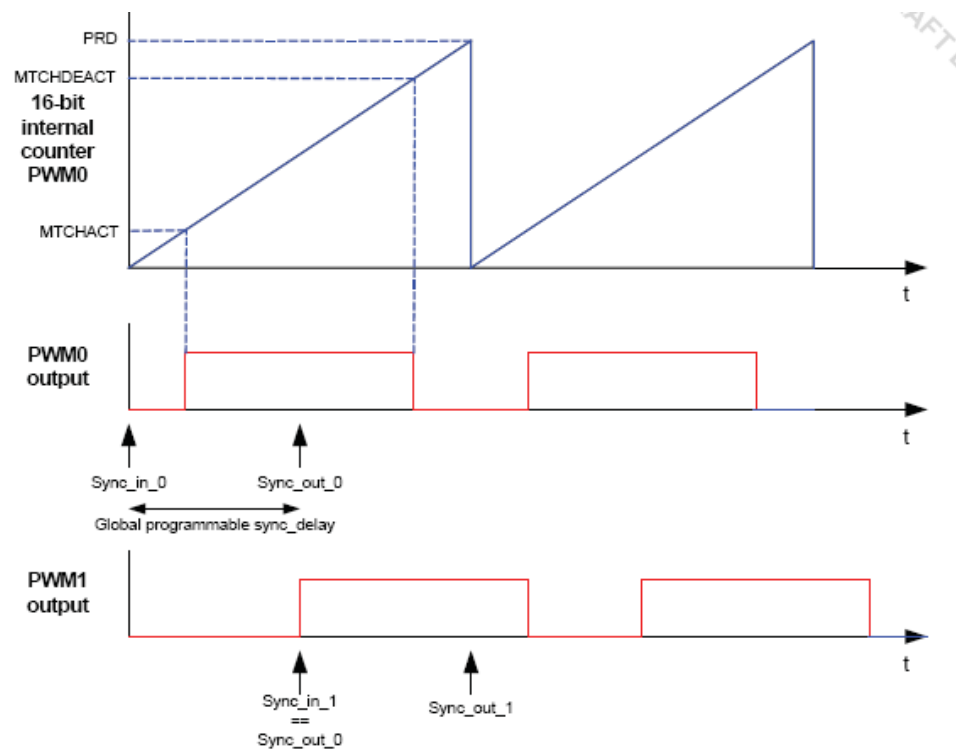 PRD
MTCHDEACT
16-bit
internal
counter
PWM0
MTCHACT
t
PWM0
output
t
Sync_in_0
Sync_out_0
Global programmable sync_delay
PWM1
output
t
Sync_in_1
==
Sync_out_0
Sync_out_1